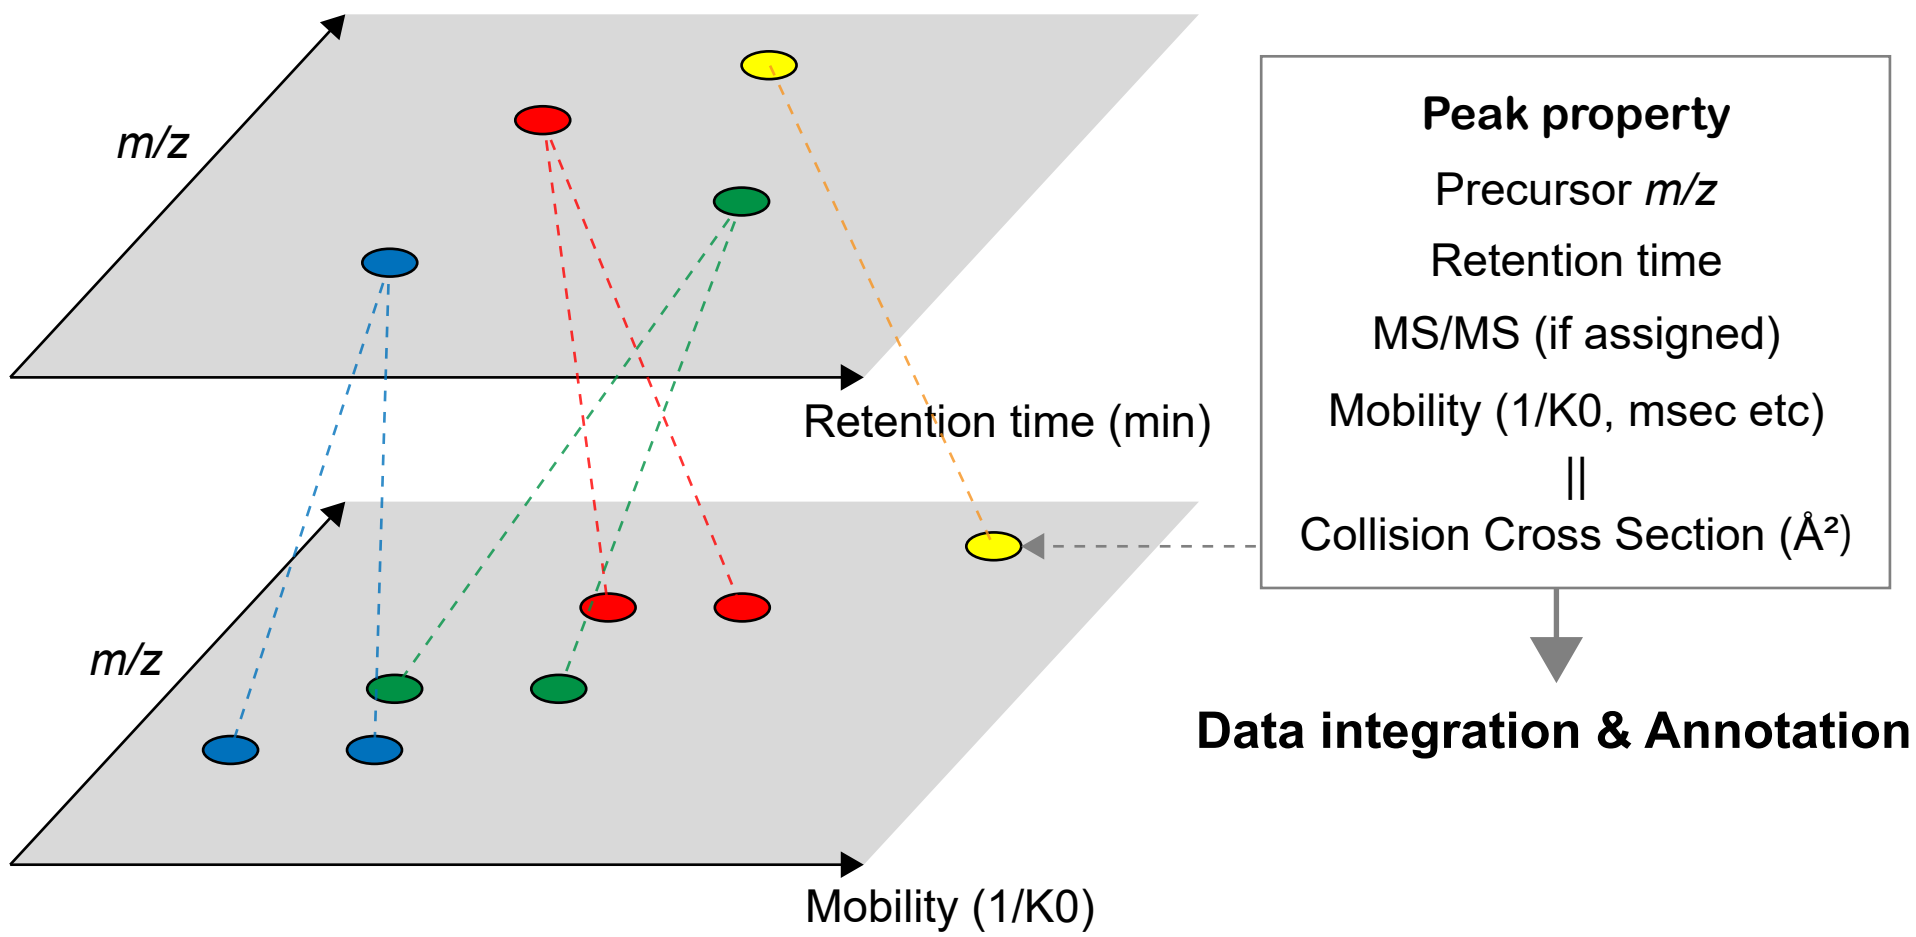 m/z
Retention time (min)
m/z
Mobility (1/K0)
Peak property
Precursor m/z
Retention time
MS/MS (if assigned)
Mobility (1/K0, msec etc)
||
Collision Cross Section (Å²)
Data integration & Annotation